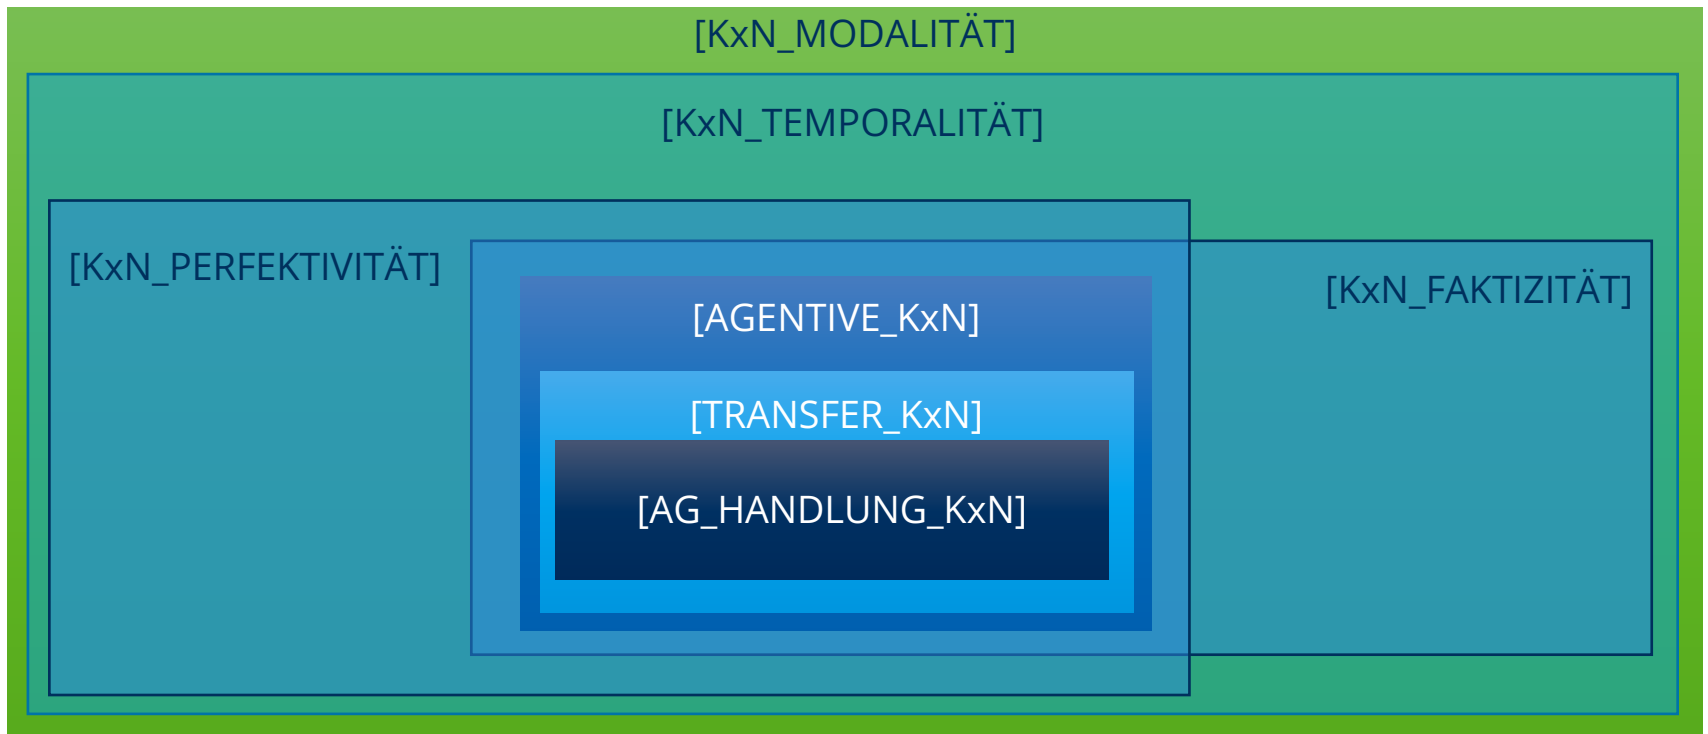 [KxN_MODALITÄT]
[KxN_TEMPORALITÄT]
[KxN_PERFEKTIVITÄT]
[KxN_FAKTIZITÄT]
[AGENTIVE_KxN]
[TRANSFER_KxN]
[AG_HANDLUNG_KxN]